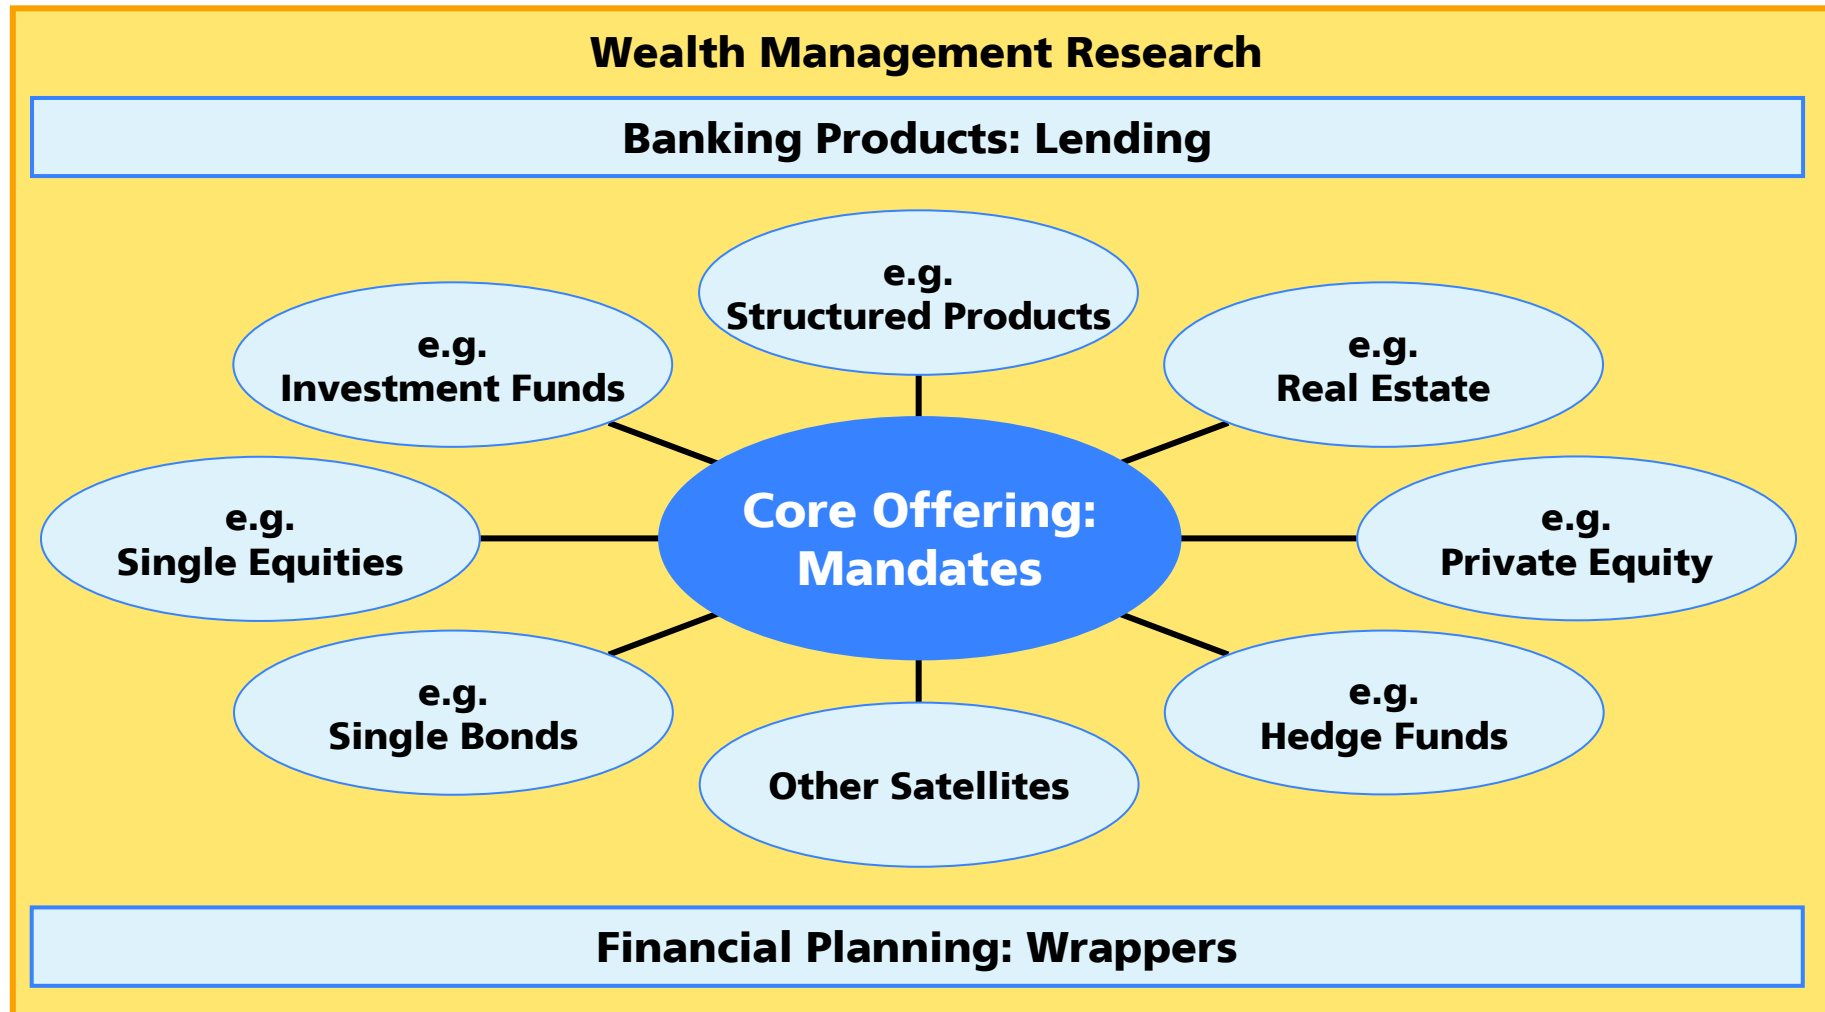 Wealth Management Research
Banking Products: Lending
e.g.
Structured Products
e.g.
Investment Funds
e.g.
Real Estate
e.g.
Single Equities
Core Offering:
Mandates
e.g.
Private Equity
e.g.
Single Bonds
e.g.
Hedge Funds
Other Satellites
Financial Planning: Wrappers